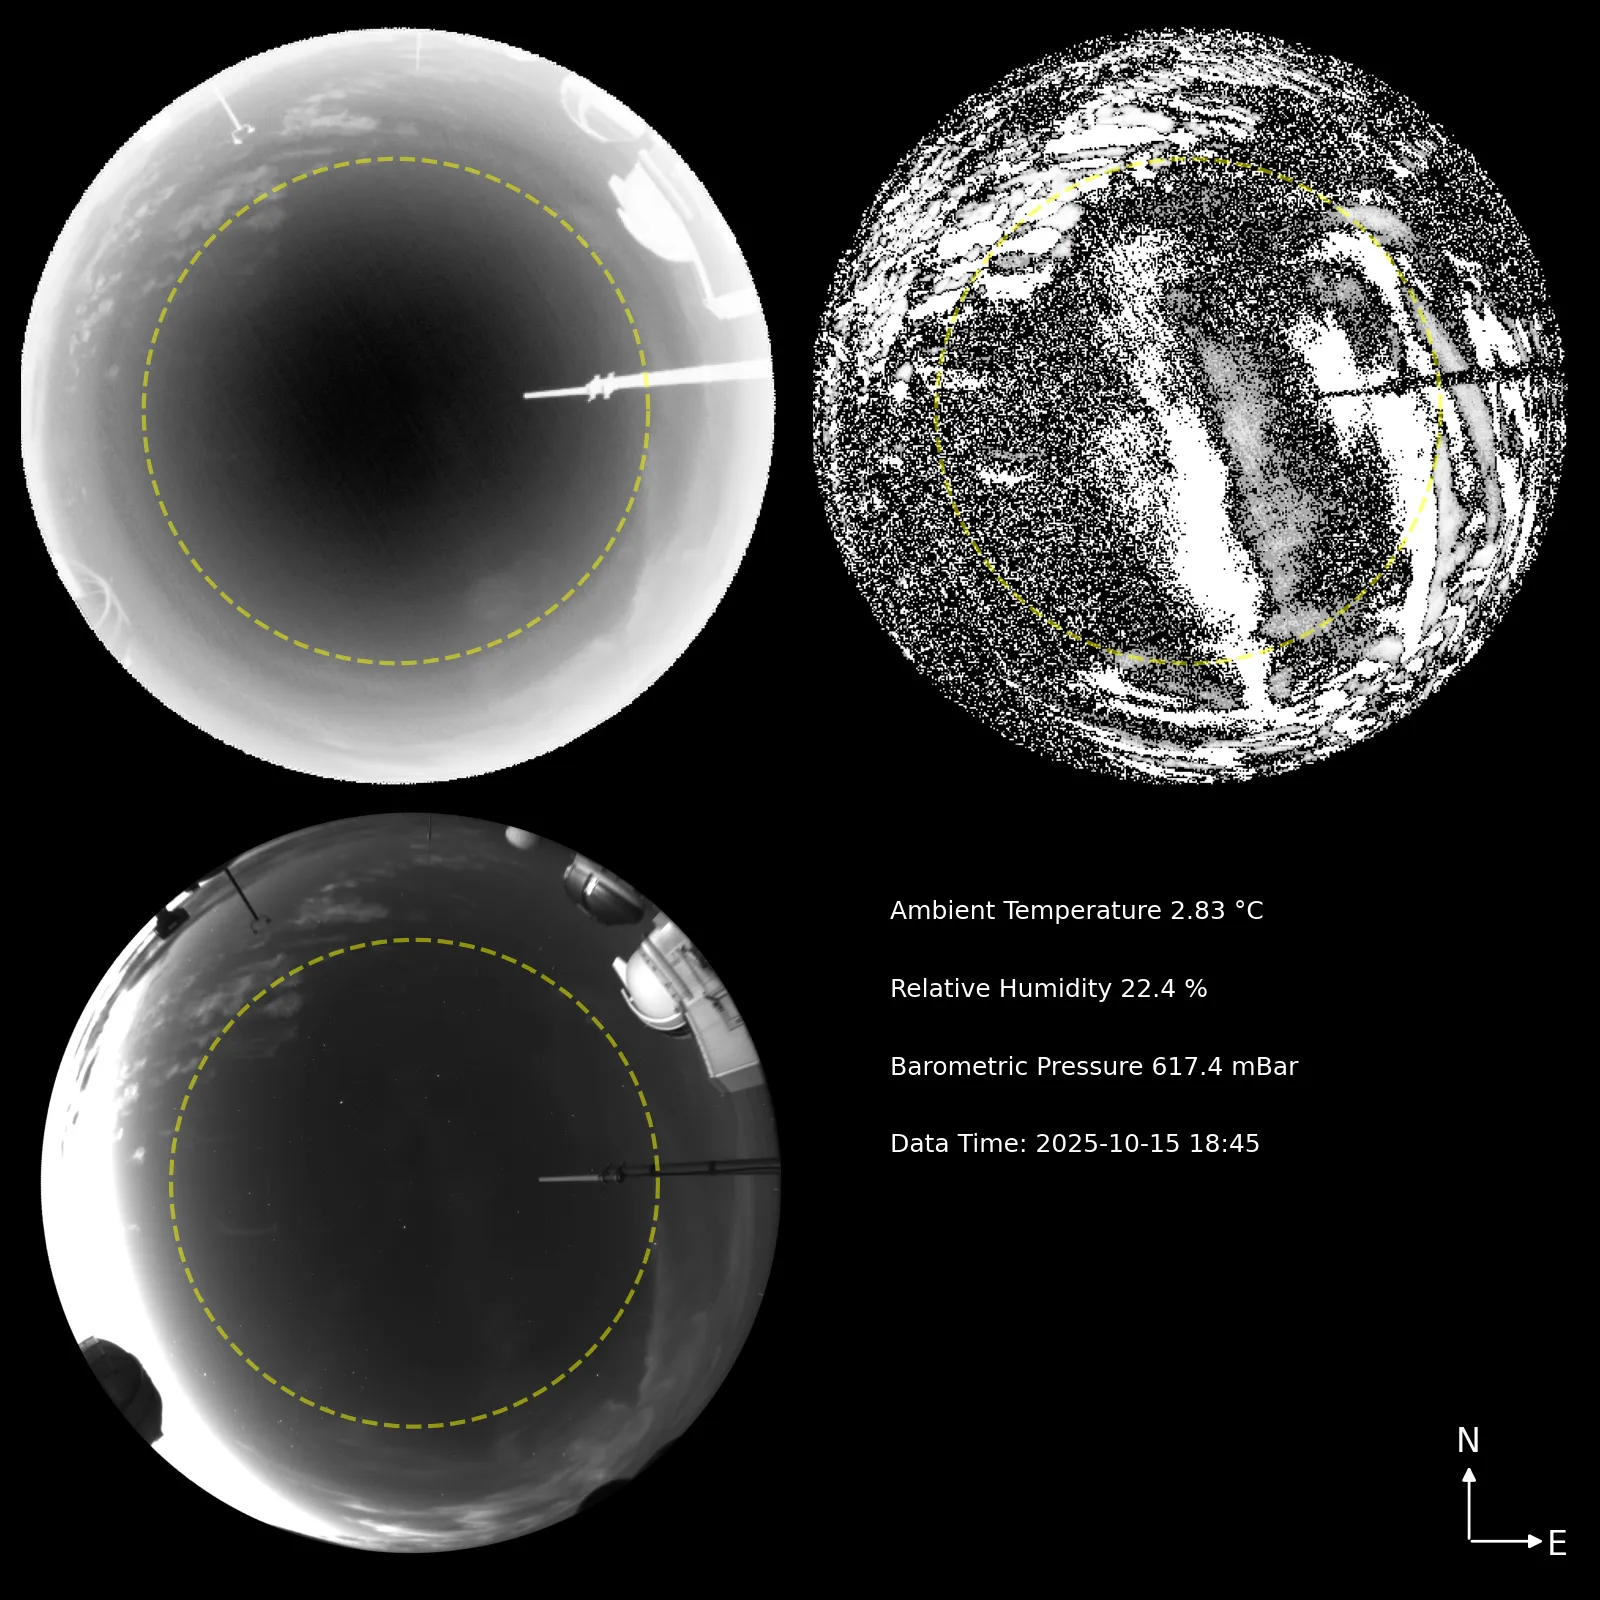 Ambient Temperature 2.83 °C
Relative Humidity 22.4 %
Barometric Pressure 617.4 mBar
Data Time: 2025-10-15 18:45
N
E